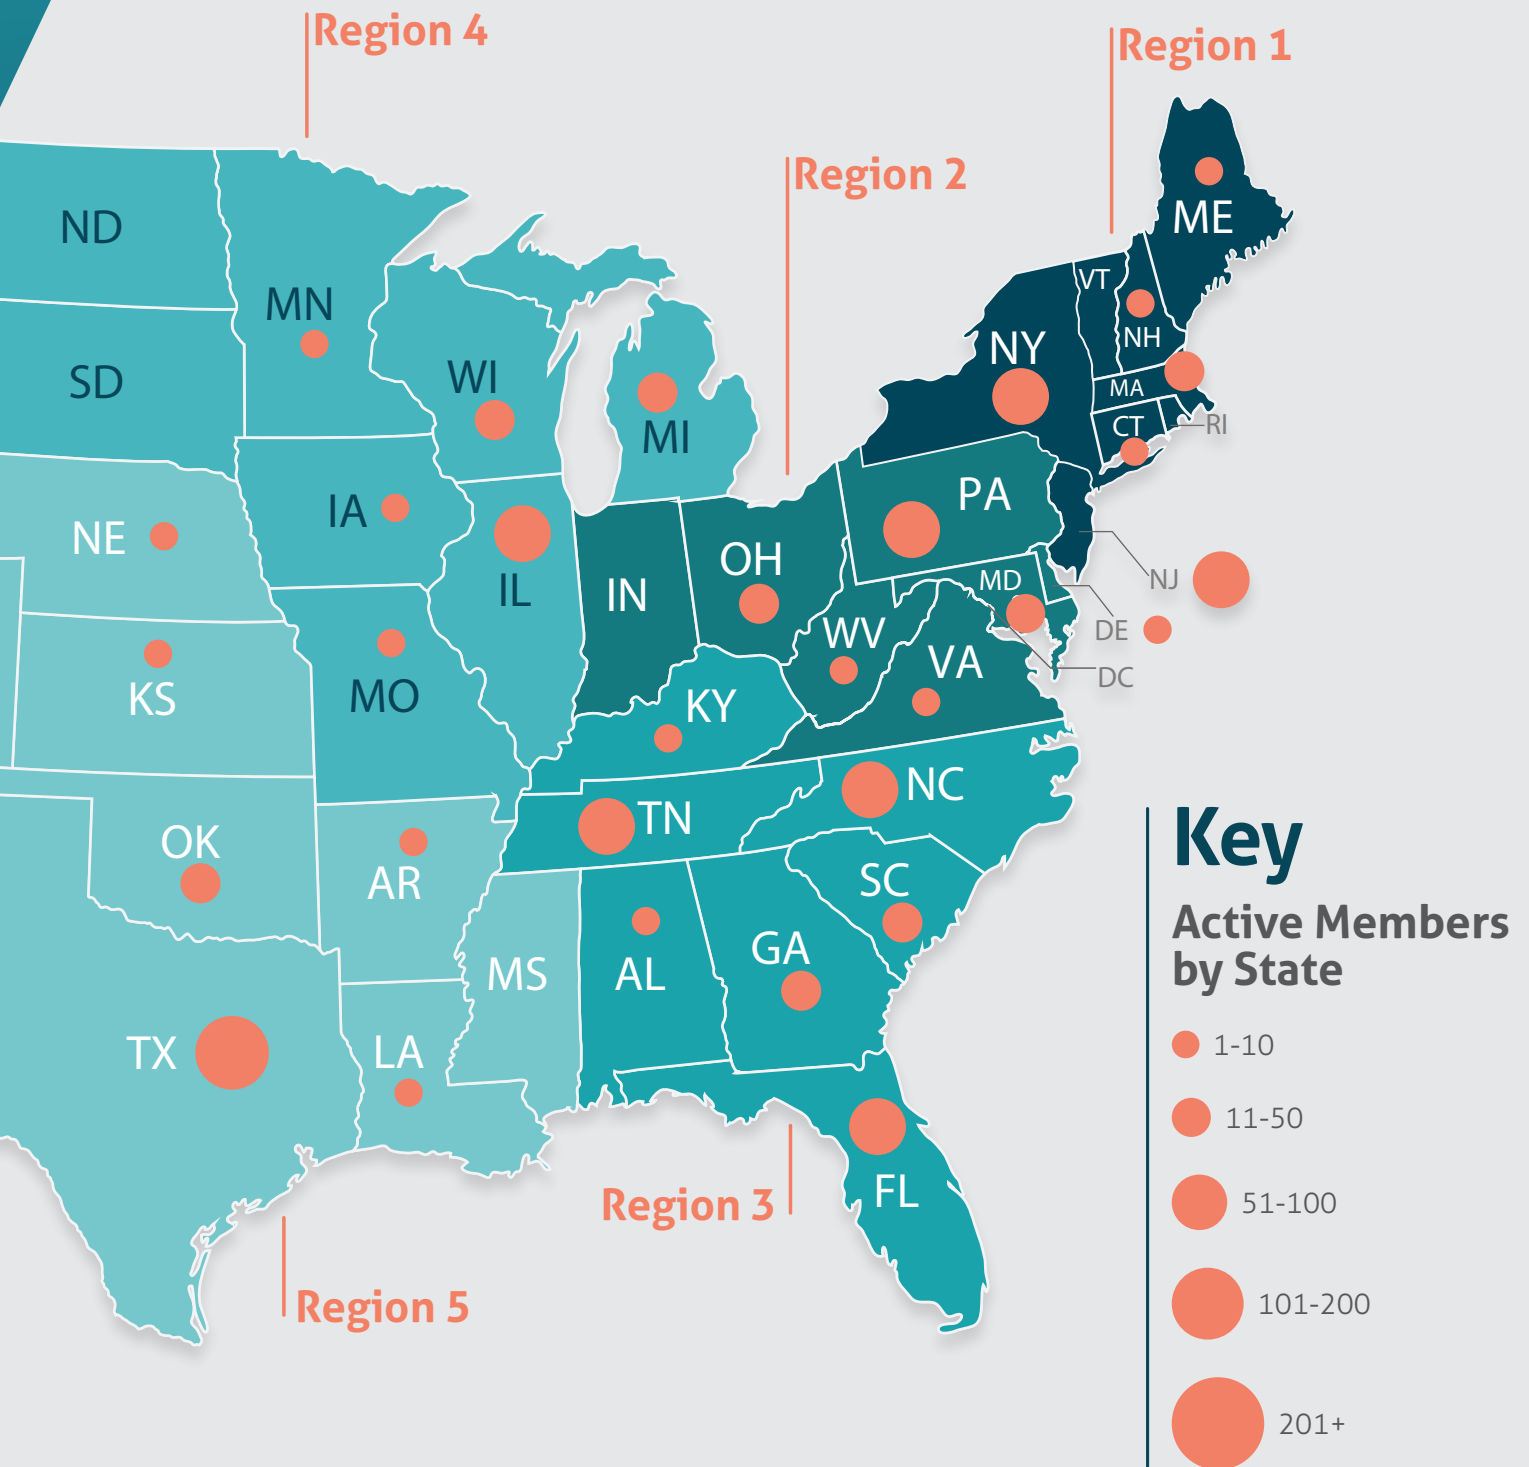 Region 4
Region 1
Region 2
ME
ND
VT
MN
NH
NY
WI
SD
MA
MI
CT
RI
PA
IA
NE
OH
MD
NJ
IL
IN
WV
DE
VA
DC
KS
MO
KY
NC
TN
OK
AR
SC
GA
MS
AL
TX
LA
FL
Region 3
Region 5
Key
Active Members
by State
1-10
11-50
51-100
101-200
201+